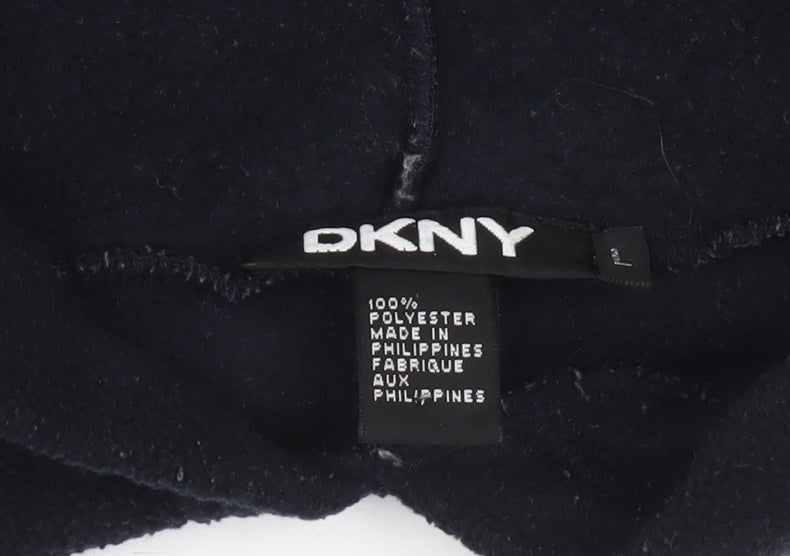 DKNY
L
100%
POLYESTER
MADE IN
PHILIPPINES
FABRIQUE
AUX
PHILIPPINES